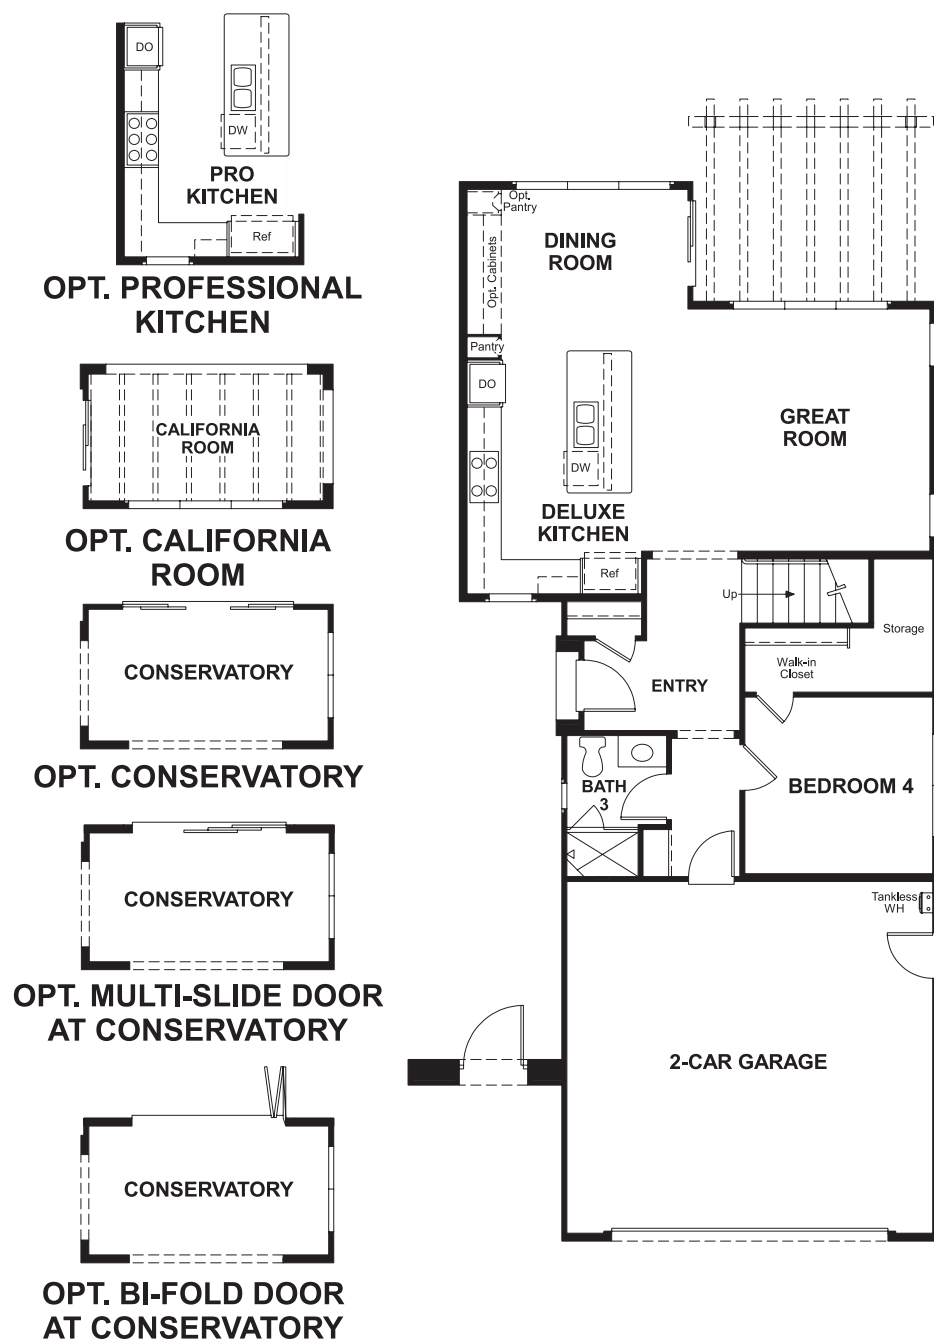 DO
DW
PRO
KITCHEN
Ref
OPT. PROFESSIONAL
KITCHEN
CALIFORNIA
ROOM
OPT. CALIFORNIA
ROOM
CONSERVATORY
OPT. CONSERVATORY
CONSERVATORY
OPT. MULTI-SLIDE DOOR
AT CONSERVATORY
CONSERVATORY
OPT. BI-FOLD DOOR
AT CONSERVATORY
Opt.
Pantry
DINING
ROOM
Opt. Cabinets
Pantry
DO
GREAT
ROOM
DW
DELUXE
KITCHEN
Ref
Up
Storage
Walk-in
Closet
ENTRY
BATH
3
BEDROOM 4
Tankless
WH
2-CAR GARAGE